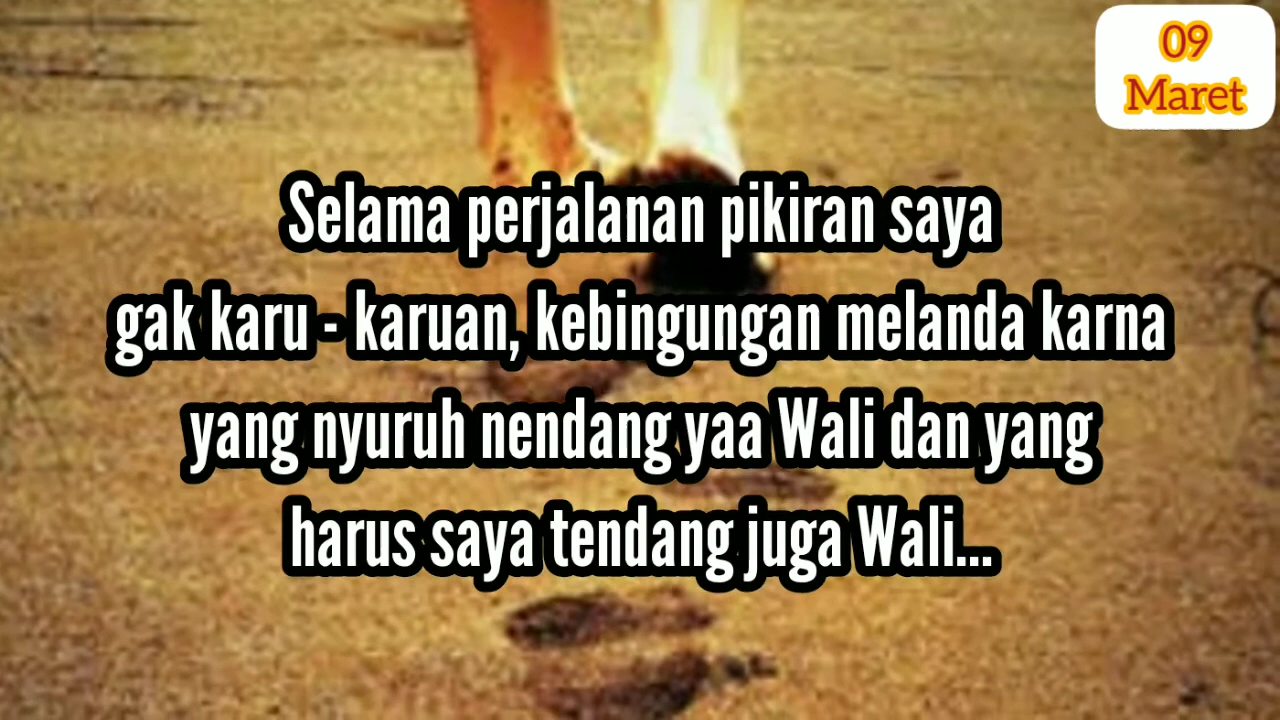 09
Maret
Selama perjalanan pikiran saya
gak karu - karuan, kebingungan melanda karna
yang nyuruh nendang yaa Wali dan yang
harus saya tendang juga Wali...